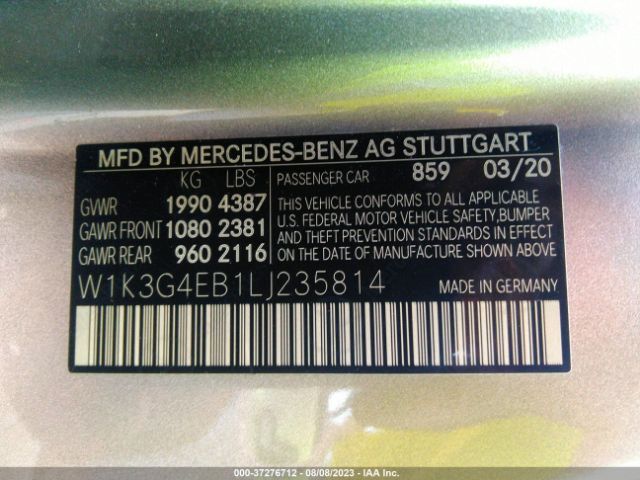 MFD BY MERCEDES-BENZ AG STUTTGART
KG LBS
GVWR 1990 4387
GAWR FRONT 1080 2381
GAWR REAR 960 2116
PASSENGER CAR 859 03/20
THIS VEHICLE CONFORMS TO ALL APPLICABLE
U.S. FEDERAL MOTOR VEHICLE SAFETY, BUMPER
AND THEFT PREVENTION STANDARDS IN EFFECT
ON THE DATE OF MANUFACTURE SHOWN ABOVE.
W1K3G4EB1LJ235814
MADE IN GERMANY
000-37276712 - 08/08/2023 - IAA Inc.